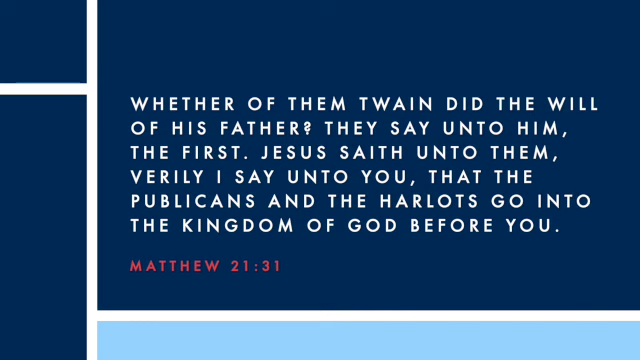 WHETHER OF THEM TWAIN DID THE WILL
OF HIS FATHER? THEY SAY UNTO HIM,
THE FIRST. JESUS SAITH UNTO THEM,
VERILY I SAY UNTO YOU, THAT THE
PUBLICANS AND THE HARLOTS GO INTO
THE KINGDOM OF GOD BEFORE YOU.
MATTHEW 21:31